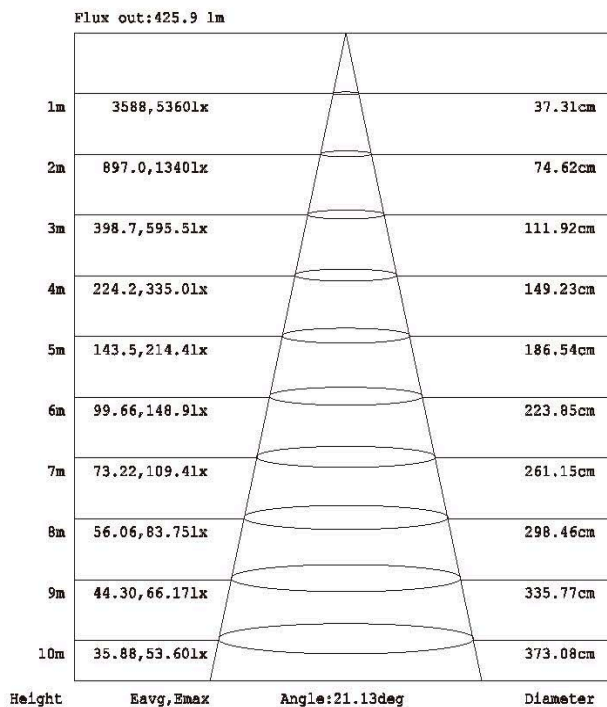 Flux out:425.9 lm
1m 3588,5360lx 37.31cm
2m 897.0,1340lx 74.62cm
3m 398.7,595.5lx 111.92cm
4m 224.2,335.0lx 149.23cm
5m 143.5,214.4lx 186.54cm
6m 99.66,148.9lx 223.85cm
7m 73.22,109.4lx 261.15cm
8m 56.06,83.75lx 298.46cm
9m 44.30,66.17lx 335.77cm
10m 35.88,53.60lx 373.08cm
Height Eavg,Emax Angle:21.13deg Diameter